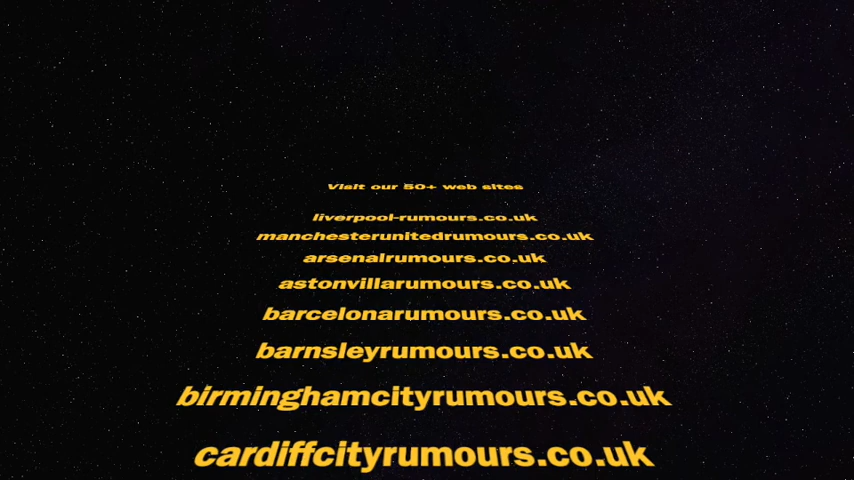 Visit our 50+ web sites
liverpool-rumours.co.uk
manchesterunitedrumours.co.uk
arsenalrumours.co.uk
astonvillarumours.co.uk
barcelonarumours.co.uk
barnsleyrumours.co.uk
birminghamcityrumours.co.uk
cardiffcityrumours.co.uk